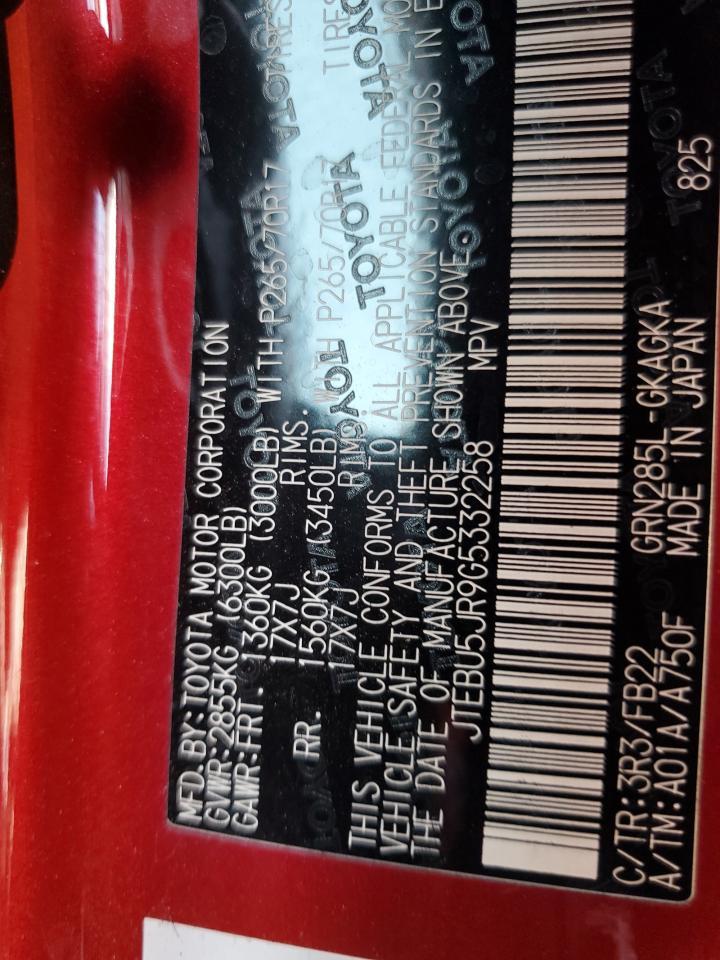 MFD.BY:TOYOTA MOTOR CORPORATION
GVWR:2855KG (6300LB)
GAWR:FRT. 1360KG (3000LB) WITH P265/70R17 TIRES
17X7J RIMS.
RR. 1560KG (3450LB) WITH P265/70R17 TIRES
17X7J RIMS.
THIS VEHICLE CONFORMS TO ALL APPLICABLE FEDERAL
VEHICLE SAFETY AND THEFT PREVENTION STANDARDS IN
THE DATE OF MANUFACTURE SHOWN ABOVE.
JTEBU5JR9G5332258 MPV
C/TR:3R3/FB22 GRN285L-GKAGKA
A/TM:A01A/A750F MADE IN JAPAN 825